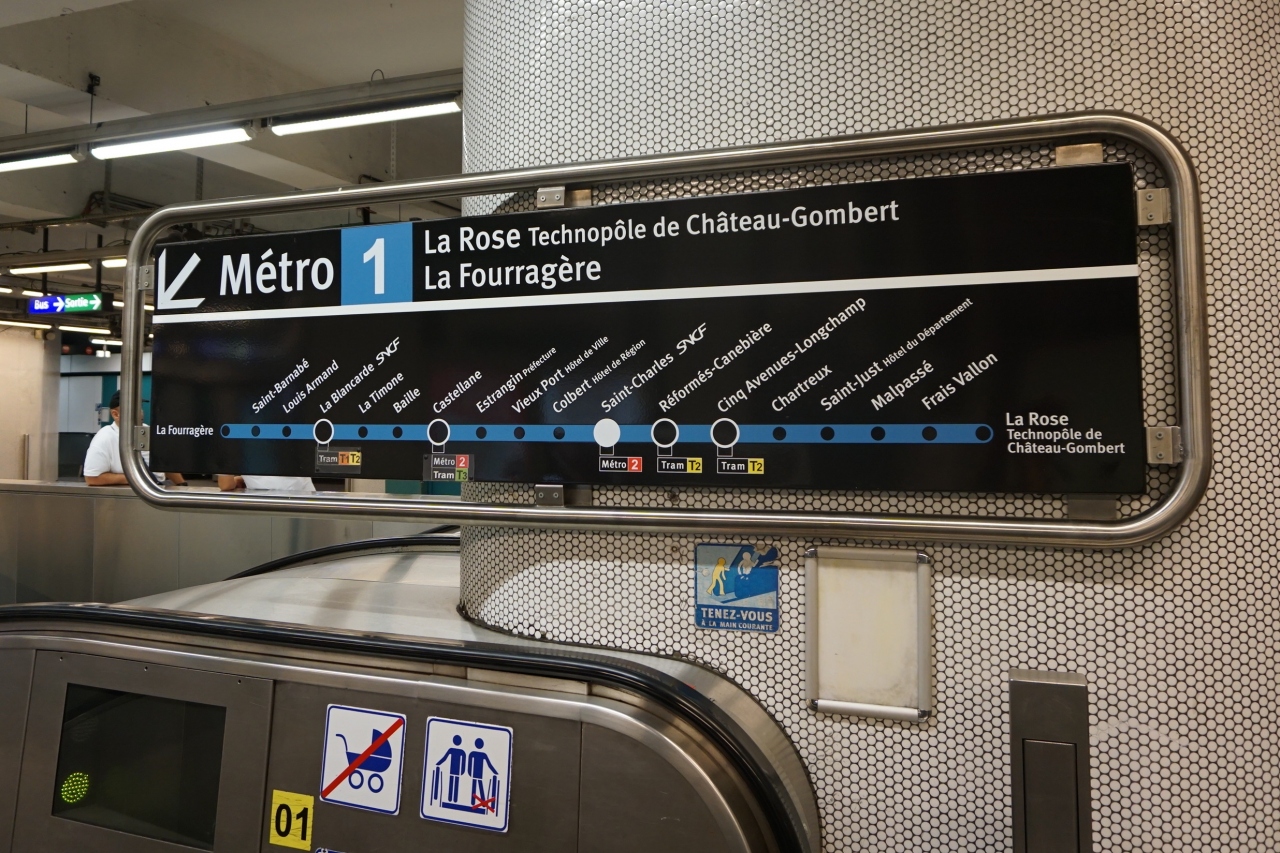 Métro 1 La Rose Technopôle de Château-Gombert
La Fourragère
La Fourragère
Saint-Barnabé
Louis Armand
La Blancarde SNCF
La Timone
Baille
Castellane
Estrangin Préfecture
Vieux Port Hôtel de Ville
Colbert Hôtel de Région
Saint-Charles SNCF
Réformés-Canebière
Cinq Avenues-Longchamp
Chartreux
Saint-Just Hôtel du Département
Malpassé
Frais Vallon
La Rose
Technopôle de
Château-Gombert
Tram T1 T2
Métro 2
Tram T3
Métro 2
Tram T2
Tram T2
Bus Sortie
TENEZ-VOUS
À LA MAIN COURANTE
01